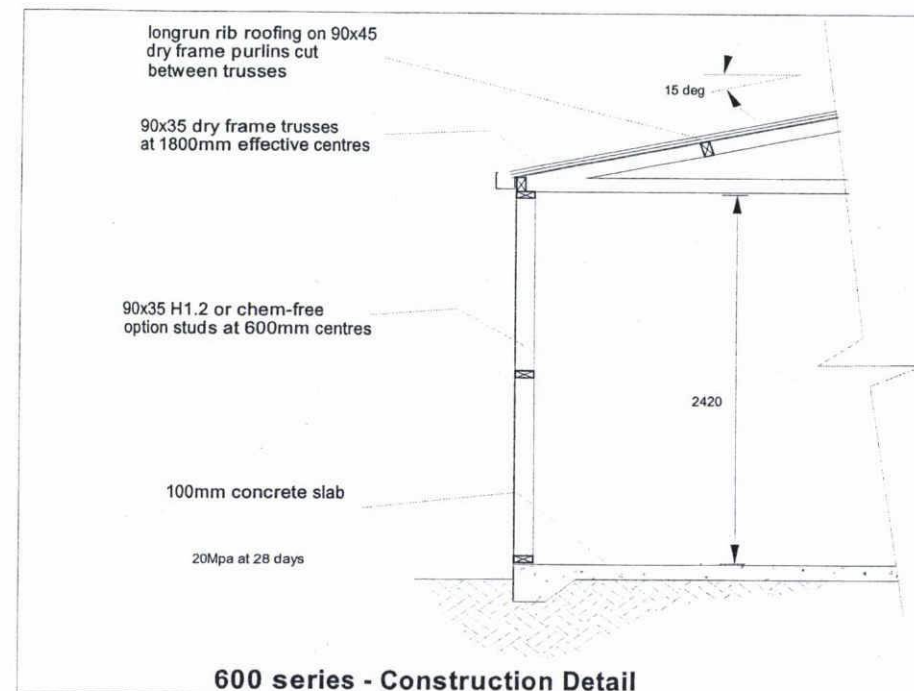 longrun rib roofing on 90x45
dry frame purlins cut
between trusses
15 deg
90x35 dry frame trusses
at 1800mm effective centres
90x35 H1.2 or chem-free
option studs at 600mm centres
2420
100mm concrete slab
20Mpa at 28 days
600 series - Construction Detail